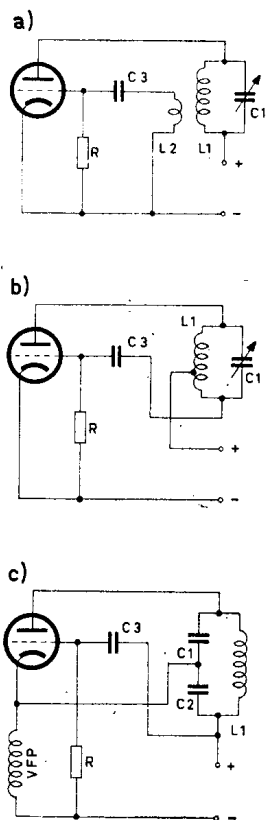 a)
C3
C1
R
L2 L1
+
-
b)
L1
C3
C1
R
+
-
c)
C3
C1
C2
L1
VFP
R
+
-